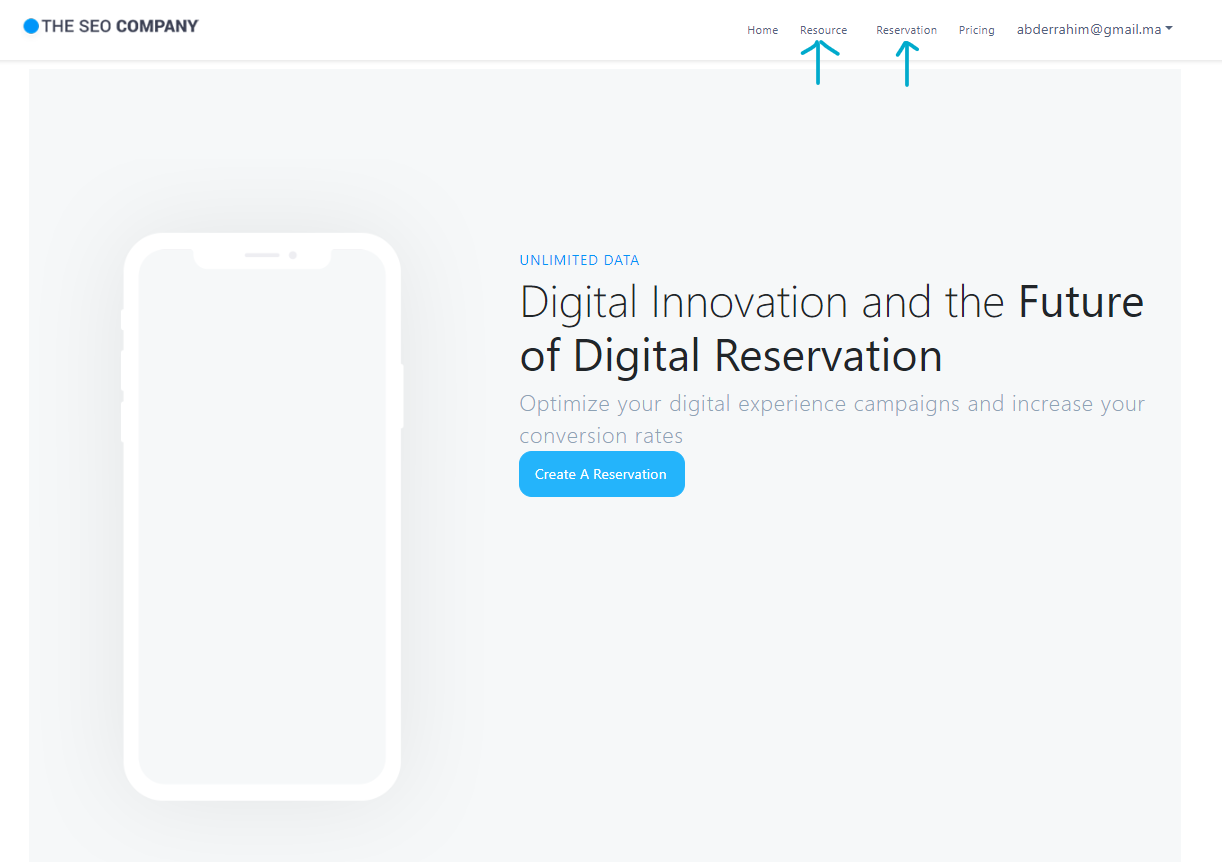 THE SEO COMPANY
Home Resource Reservation Pricing abderrahim@gmail.ma
UNLIMITED DATA
Digital Innovation and the Future
of Digital Reservation
Optimize your digital experience campaigns and increase your
conversion rates
Create A Reservation